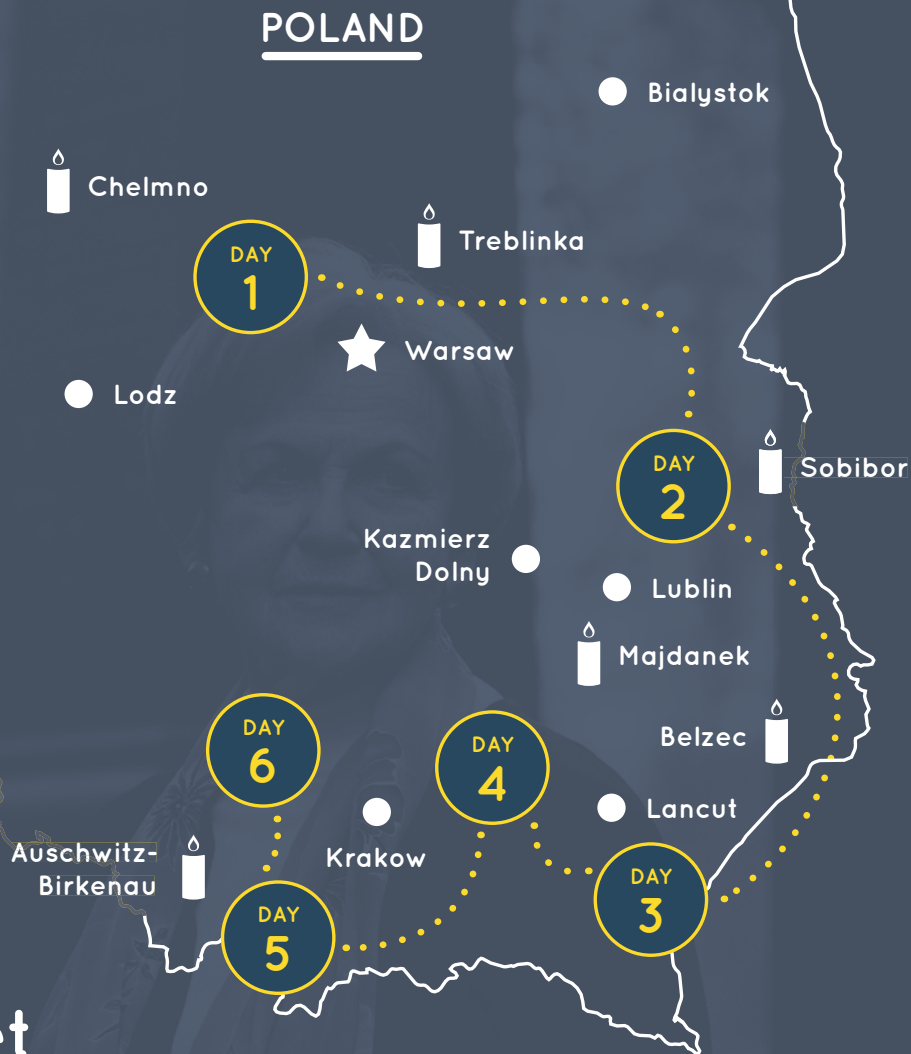 POLAND
Bialystok
Chelmno
Treblinka
DAY
1
Warsaw
Lodz
DAY
2
Sobibor
Kazmierz
Dolny
Lublin
Majdanek
DAY
6
DAY
4
Belzec
Lancut
Krakow
Auschwitz-
Birkenau
DAY
3
DAY
5